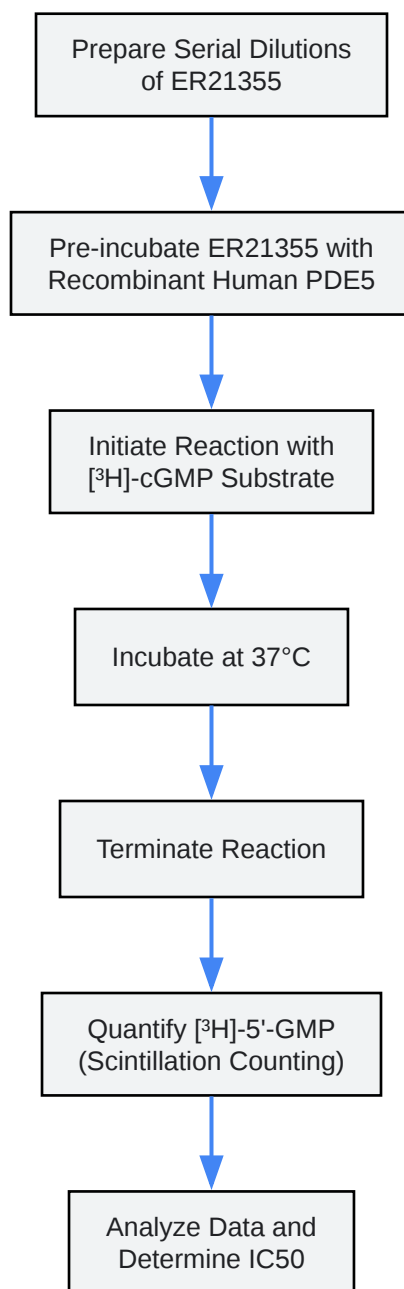 Prepare Serial Dilutions
of ER21355
Pre-incubate ER21355 with
Recombinant Human PDE5
Initiate Reaction with
[³H]-cGMP Substrate
Incubate at 37°C
Terminate Reaction
Quantify [³H]-5'-GMP
(Scintillation Counting)
Analyze Data and
Determine IC50